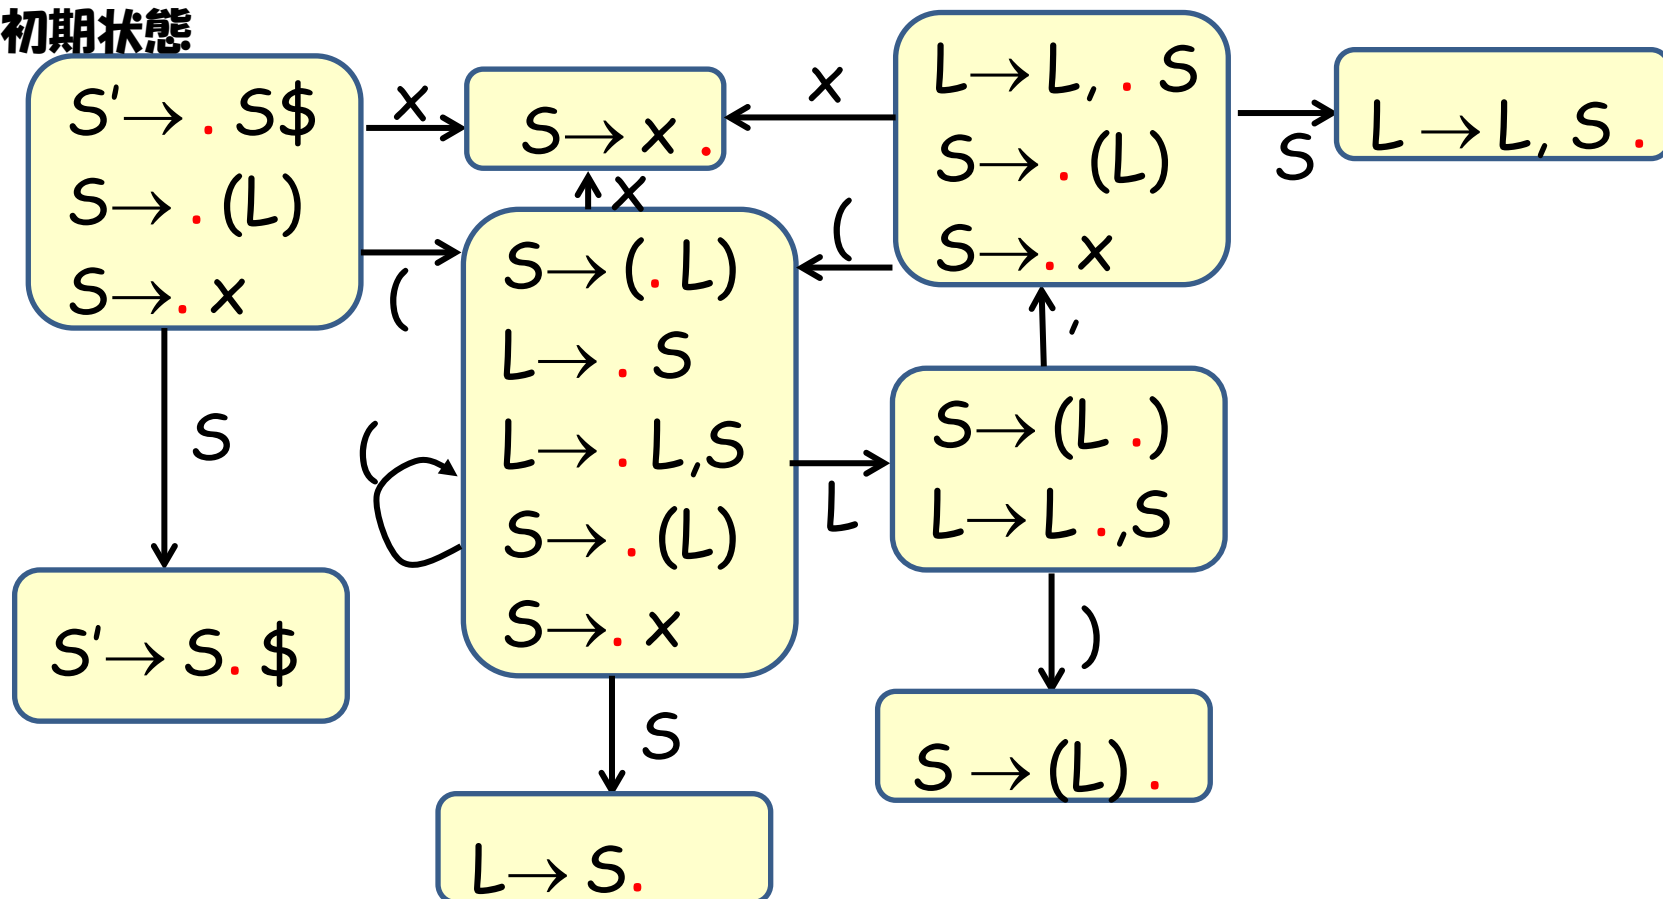 初期状態
S'→ . S$
S→ . (L)
S→. x
x
S→ x .
x
L→ L, . S
S→ . (L)
S→. x
S
L → L, S .
(
x
(
S→ (. L)
L→ . S
L→ . L,S
S→ . (L)
S→. x
,
S
(
L
S→ (L .)
L→ L .,S
S'→ S. $
)
S
S → (L) .
L→ S.